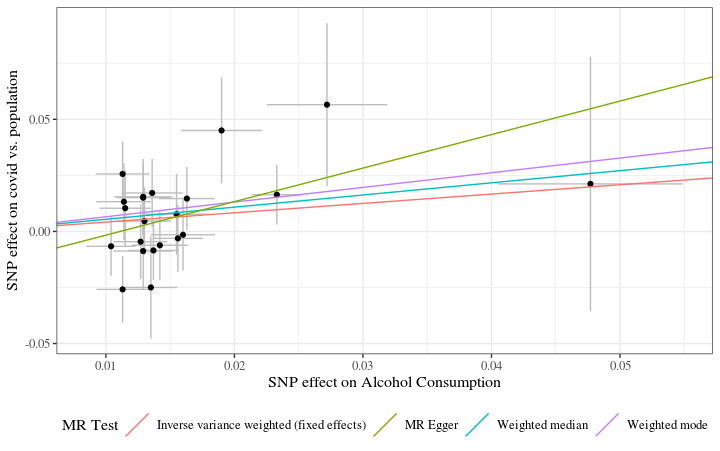 SNP effect on covid vs. population
0.05
0.00
-0.05
0.01
0.02
0.03
0.04
0.05
SNP effect on Alcohol Consumption
MR Test
Inverse variance weighted (fixed effects)
MR Egger
Weighted median
Weighted mode